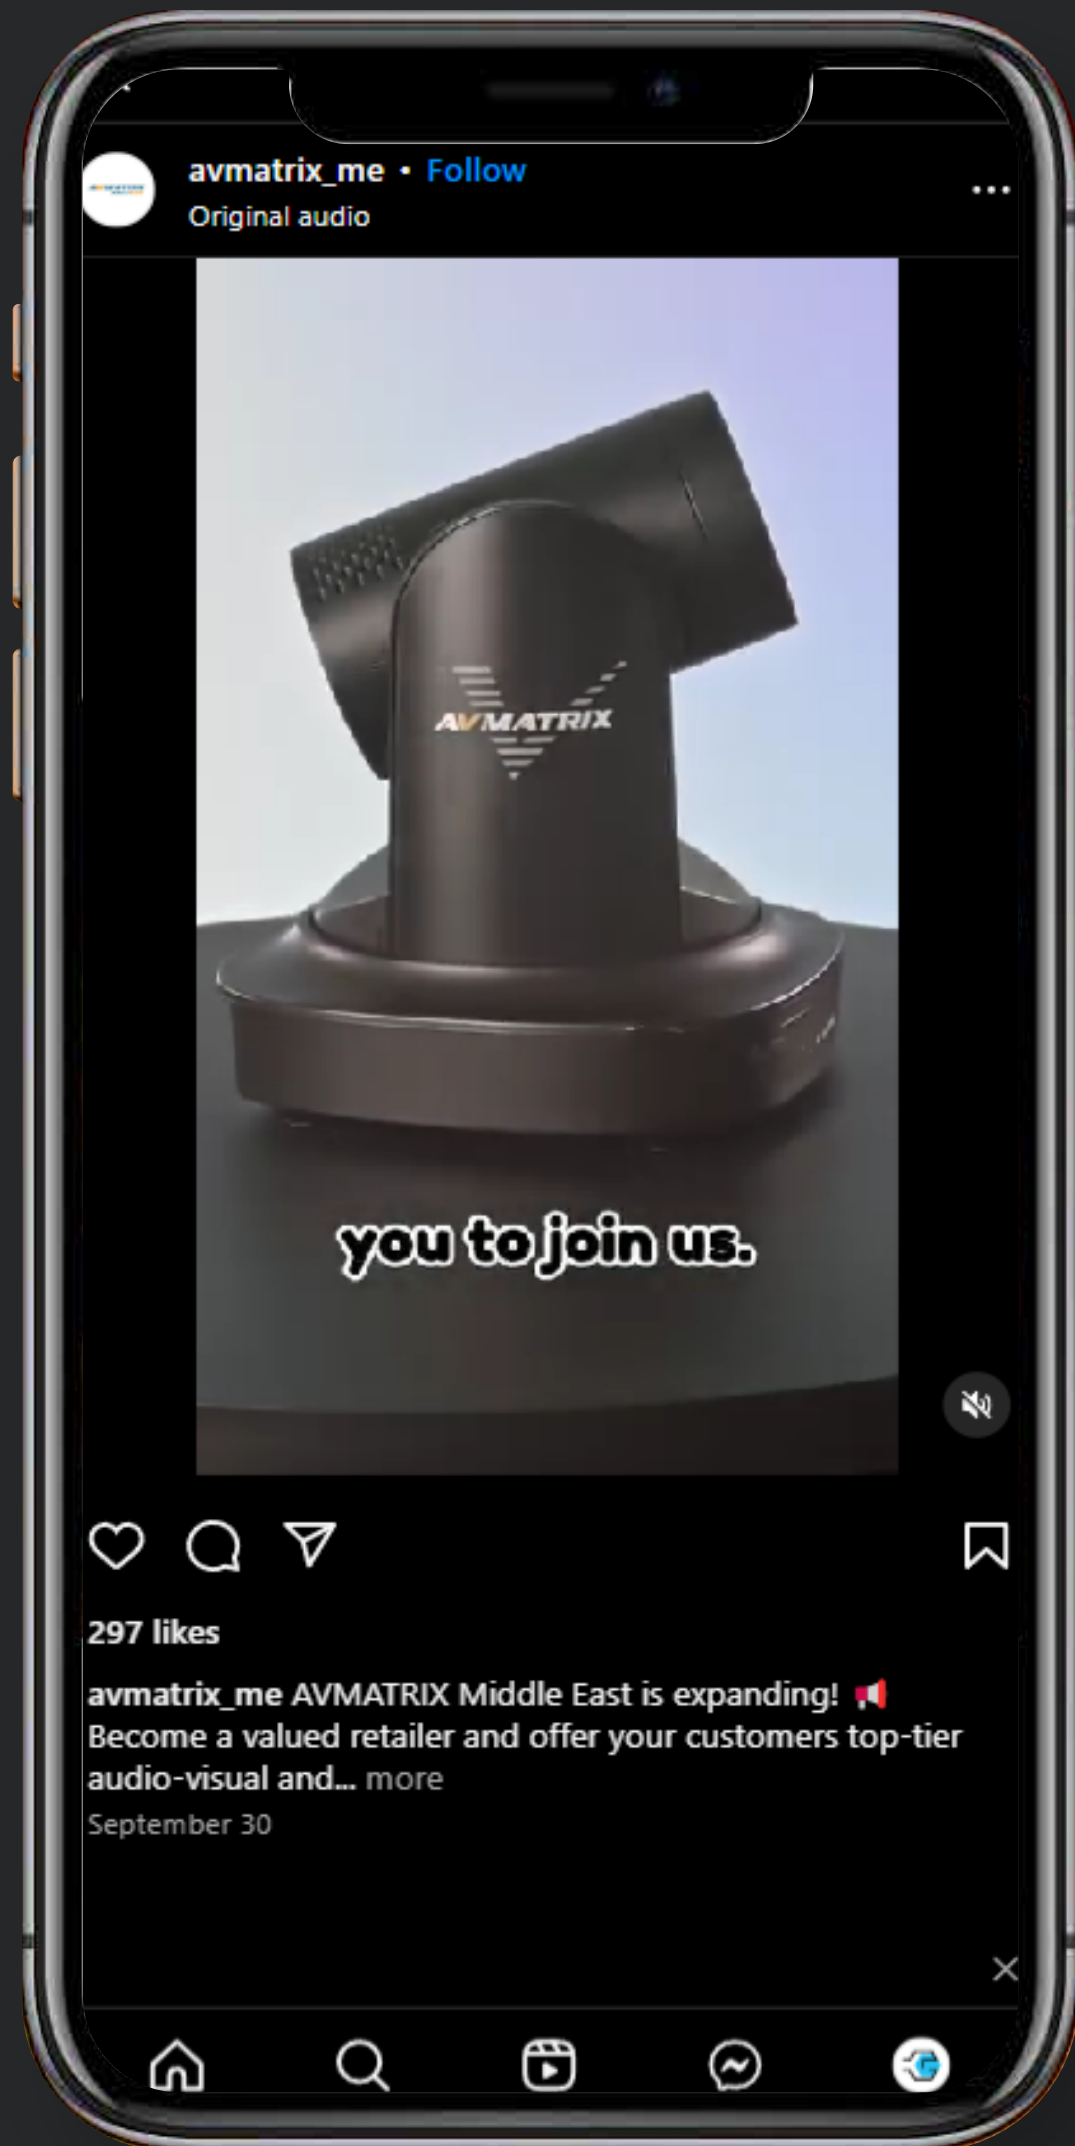 avmatrix_me • Follow
Original audio
AVMATRIX
you to join us.
297 likes
avmatrix_me AVMATRIX Middle East is expanding! 📢
Become a valued retailer and offer your customers top-tier
audio-visual and... more
September 30